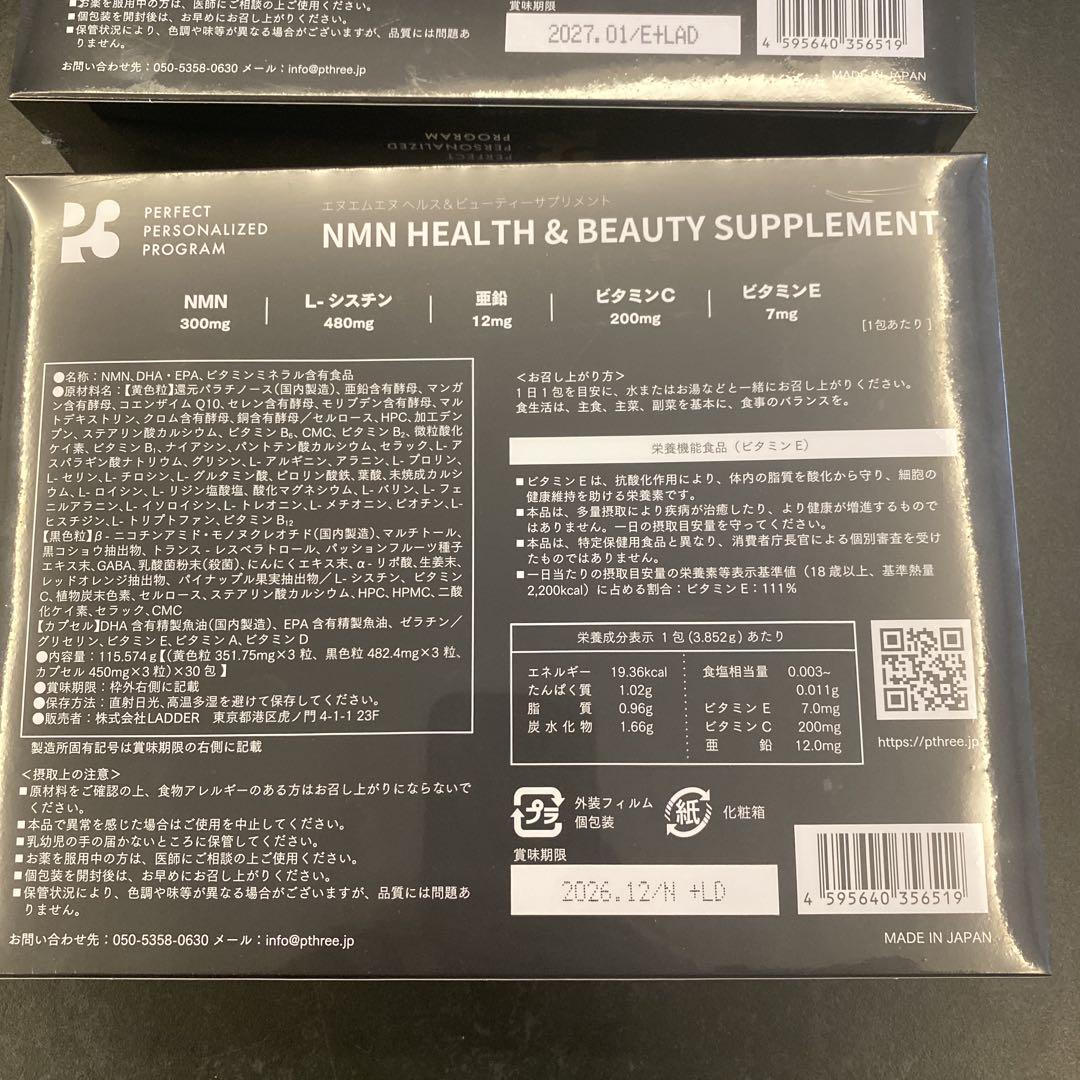 ■お薬を服用中の方は、医師にご相談の上ご使用ください。
■個包装を開封後は、お早めにお召し上がりください。
■保管状況により、色調や味等が異なる場合がございますが、品質には問題あ
りません。
お問い合わせ先：050-5358-0630 メール：info@pthree.jp
賞味期限
2027.01/E+LAD
4 595640 356519
MADE IN JAPAN
PERFECT
PERSONALIZED
PROGRAM
PERFECT
PERSONALIZED
PROGRAM
エヌエムエヌ ヘルス＆ビューティーサプリメント
NMN HEALTH & BEAUTY SUPPLEMENT
NMN
300mg
L-シスチン
480mg
亜鉛
12mg
ビタミンC
200mg
ビタミンE
7mg
[1包あたり]
●名称：NMN、DHA・EPA、ビタミンミネラル含有食品
●原材料名：【黄色粒】還元パラチノース(国内製造)、亜鉛含有酵母、マンガ
ン含有酵母、コエンザイムQ10、セレン含有酵母、モリブデン含有酵母、マル
トデキストリン、クロム含有酵母、銅含有酵母／セルロース、HPC、加工デン
プン、ステアリン酸カルシウム、ビタミンB₆、CMC、ビタミンB₂、微粒酸化
ケイ素、ビタミンB₁、ナイアシン、パントテン酸カルシウム、セラック、L-ア
スパラギン酸ナトリウム、グリシン、L-アルギニン、アラニン、L-プロリン、
L-セリン、L-チロシン、L-グルタミン酸、ピロリン酸鉄、葉酸、未焼成カルシ
ウム、L-ロイシン、L-リジン塩酸塩、酸化マグネシウム、L-バリン、L-フェ
ニルアラニン、L-イソロイシン、L-トレオニン、L-メチオニン、ビオチン、L-
ヒスチジン、L-トリプトファン、ビタミンB₁₂
【黒色粒】β-ニコチンアミド・モノヌクレオチド(国内製造)、マルチトール、
黒コショウ抽出物、トランス-レスベラトロール、パッションフルーツ種子
エキス末、GABA、乳酸菌粉末(殺菌)、にんにくエキス末、α-リポ酸、生姜末、
レッドオレンジ抽出物、パイナップル果実抽出物／L-シスチン、ビタミン
C、植物炭末色素、セルロース、ステアリン酸カルシウム、HPC、HPMC、二酸
化ケイ素、セラック、CMC
【カプセル】DHA含有精製魚油(国内製造)、EPA含有精製魚油、ゼラチン／
グリセリン、ビタミンE、ビタミンA、ビタミンD
●内容量：115.574g【(黄色粒 351.75mg×3粒、黒色粒 482.4mg×3粒、
カプセル 450mg×3粒)×30包】
●賞味期限：枠外右側に記載
●保存方法：直射日光、高温多湿を避けて保存してください。
●販売者：株式会社LADDER 東京都港区虎ノ門4-1-1 23F
製造所固有記号は賞味期限の右側に記載
＜摂取上の注意＞
■原材料をご確認の上、食物アレルギーのある方はお召し上がりにならないで
ください。
■本品で異常を感じた場合はご使用を中止してください。
■乳幼児の手の届かないところに保管してください。
■お薬を服用中の方は、医師にご相談の上ご使用ください。
■個包装を開封後は、お早めにお召し上がりください。
■保管状況により、色調や味等が異なる場合がございますが、品質には問題あ
りません。
お問い合わせ先：050-5358-0630 メール：info@pthree.jp
＜お召し上がり方＞
1日1包を目安に、水またはお湯などと一緒にお召し上がりください。
食生活は、主食、主菜、副菜を基本に、食事のバランスを。
栄養機能食品（ビタミンE）
■ビタミンEは、抗酸化作用により、体内の脂質を酸化から守り、細胞の
健康維持を助ける栄養素です。
■本品は、多量摂取により疾病が治癒したり、より健康が増進するもので
はありません。一日の摂取目安量を守ってください。
■本品は、特定保健用食品と異なり、消費者庁長官による個別審査を受け
たものではありません。
■一日当たりの摂取目安量の栄養素等表示基準値（18歳以上、基準熱量
2,200kcal）に占める割合：ビタミンE：111%
栄養成分表示 1包(3.852g)あたり
エネルギー 19.36kcal
たんぱく質 1.02g
脂質 0.96g
炭水化物 1.66g
食塩相当量 0.003~
0.011g
ビタミンE 7.0mg
ビタミンC 200mg
亜鉛 12.0mg
https://pthree.jp
プラ
外装フィルム
個包装
紙
化粧箱
賞味期限
2026.12/N +LD
4 595640 356519
MADE IN JAPAN